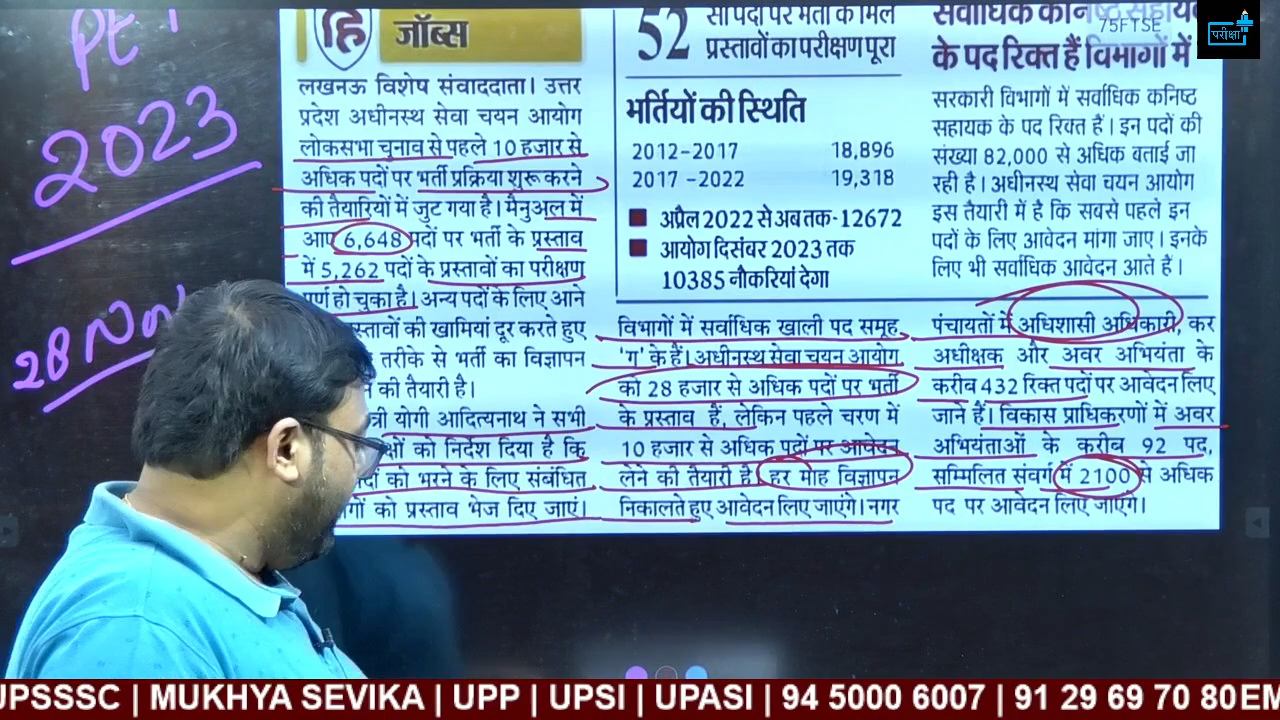 PET
2023
28 Nov
हि जॉब्स
लखनऊ विशेष संवाददाता। उत्तर
प्रदेश अधीनस्थ सेवा चयन आयोग
लोकसभा चुनाव से पहले 10 हजार से
अधिक पदों पर भर्ती प्रक्रिया शुरू करने
की तैयारियों में जुट गया है। मैनुअल में
आए 6,648 पदों पर भर्ती के प्रस्ताव
में 5,262 पदों के प्रस्तावों का परीक्षण
पूर्ण हो चुका है। अन्य पदों के लिए आने
स्तावों की खामियां दूर करते हुए
तरीके से भर्ती का विज्ञापन
की तैयारी है।
त्री योगी आदित्यनाथ ने सभी
क्षों को निर्देश दिया है कि
दों को भरने के लिए संबंधित
गों को प्रस्ताव भेज दिए जाएं।
52 सौ पदों पर भर्ती के मिले
प्रस्तावों का परीक्षण पूरा
भर्तियों की स्थिति
2012-2017 18,896
2017 -2022 19,318
अप्रैल 2022 से अब तक-12672
आयोग दिसंबर 2023 तक
10385 नौकरियां देगा
विभागों में सर्वाधिक खाली पद समूह
'ग' के हैं। अधीनस्थ सेवा चयन आयोग
को 28 हजार से अधिक पदों पर भर्ती
के प्रस्ताव हैं, लेकिन पहले चरण में
10 हजार से अधिक पदों पर आवेदन
लेने की तैयारी है। हर मोह विज्ञापन
निकालते हुए आवेदन लिए जाएंगे। नगर
सर्वाधिक कनिष्ठ सहायक
के पद रिक्त हैं विभागों में
सरकारी विभागों में सर्वाधिक कनिष्ट
सहायक के पद रिक्त हैं। इन पदों की
संख्या 82,000 से अधिक बताई जा
रही है। अधीनस्थ सेवा चयन आयोग
इस तैयारी में है कि सबसे पहले इन
पदों के लिए आवेदन मांगा जाए। इनके
लिए भी सर्वाधिक आवेदन आते हैं।
पंचायतों में अधिशासी अधिकारी, कर
अधीक्षक और अवर अभियंता के
करीब 432 रिक्त पदों पर आवेदन लिए
जाने हैं। विकास प्राधिकरणों में अवर
अभियंताओं के करीब 92 पद,
सम्मिलित संवर्ग में 2100 से अधिक
पद पर आवेदन लिए जाएंगे।
75FTSE
परीक्षा
UPSSSC | MUKHYA SEVIKA | UPP | UPSI | UPASI | 94 5000 6007 | 91 29 69 70 80 EM